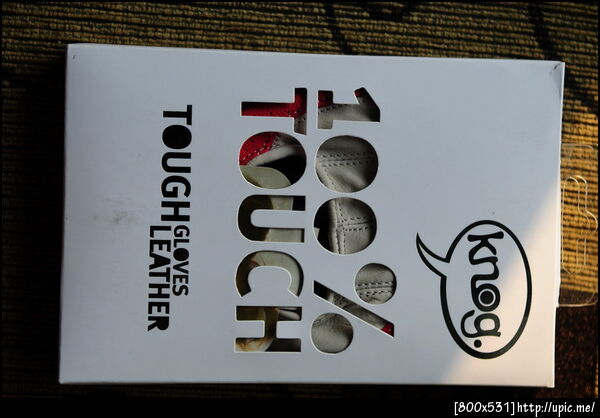 knog.
100%
TOUCH
TOUGH
GLOVES
LEATHER
[800x531]http://upic.me/